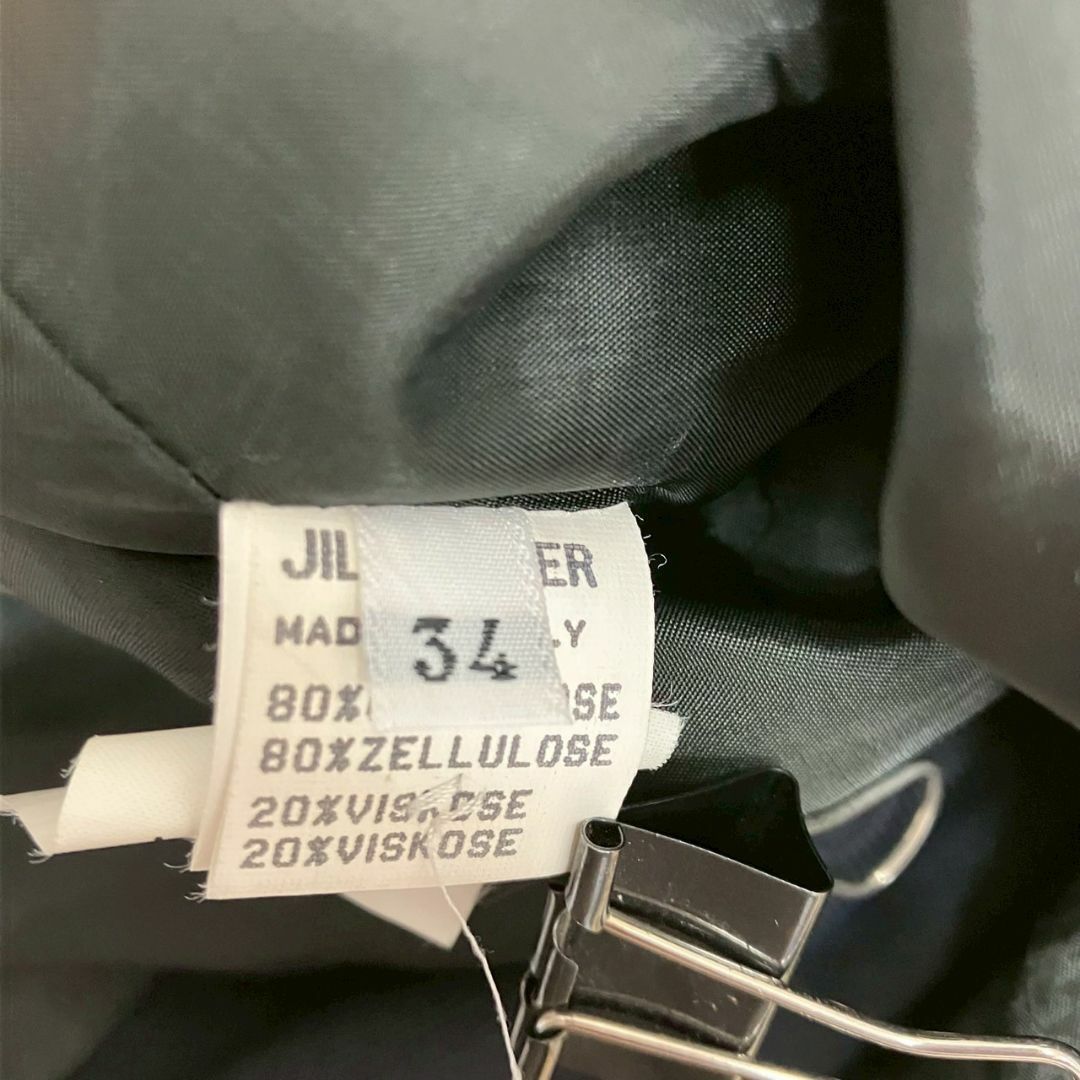 JIL ER
MAD LY
34
80% SE
80%ZELLULOSE
20%VISKOSE
20%VISKOSE